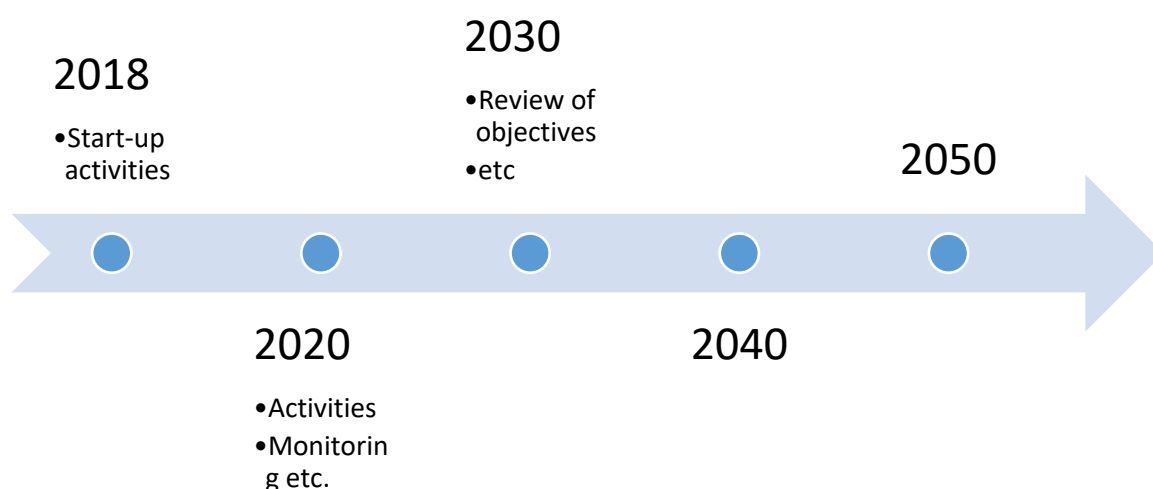 2018
•Start-up
activities
2020
•Activities
•Monitorin
g etc.
2030
•Review of
objectives
•etc
2040
2050